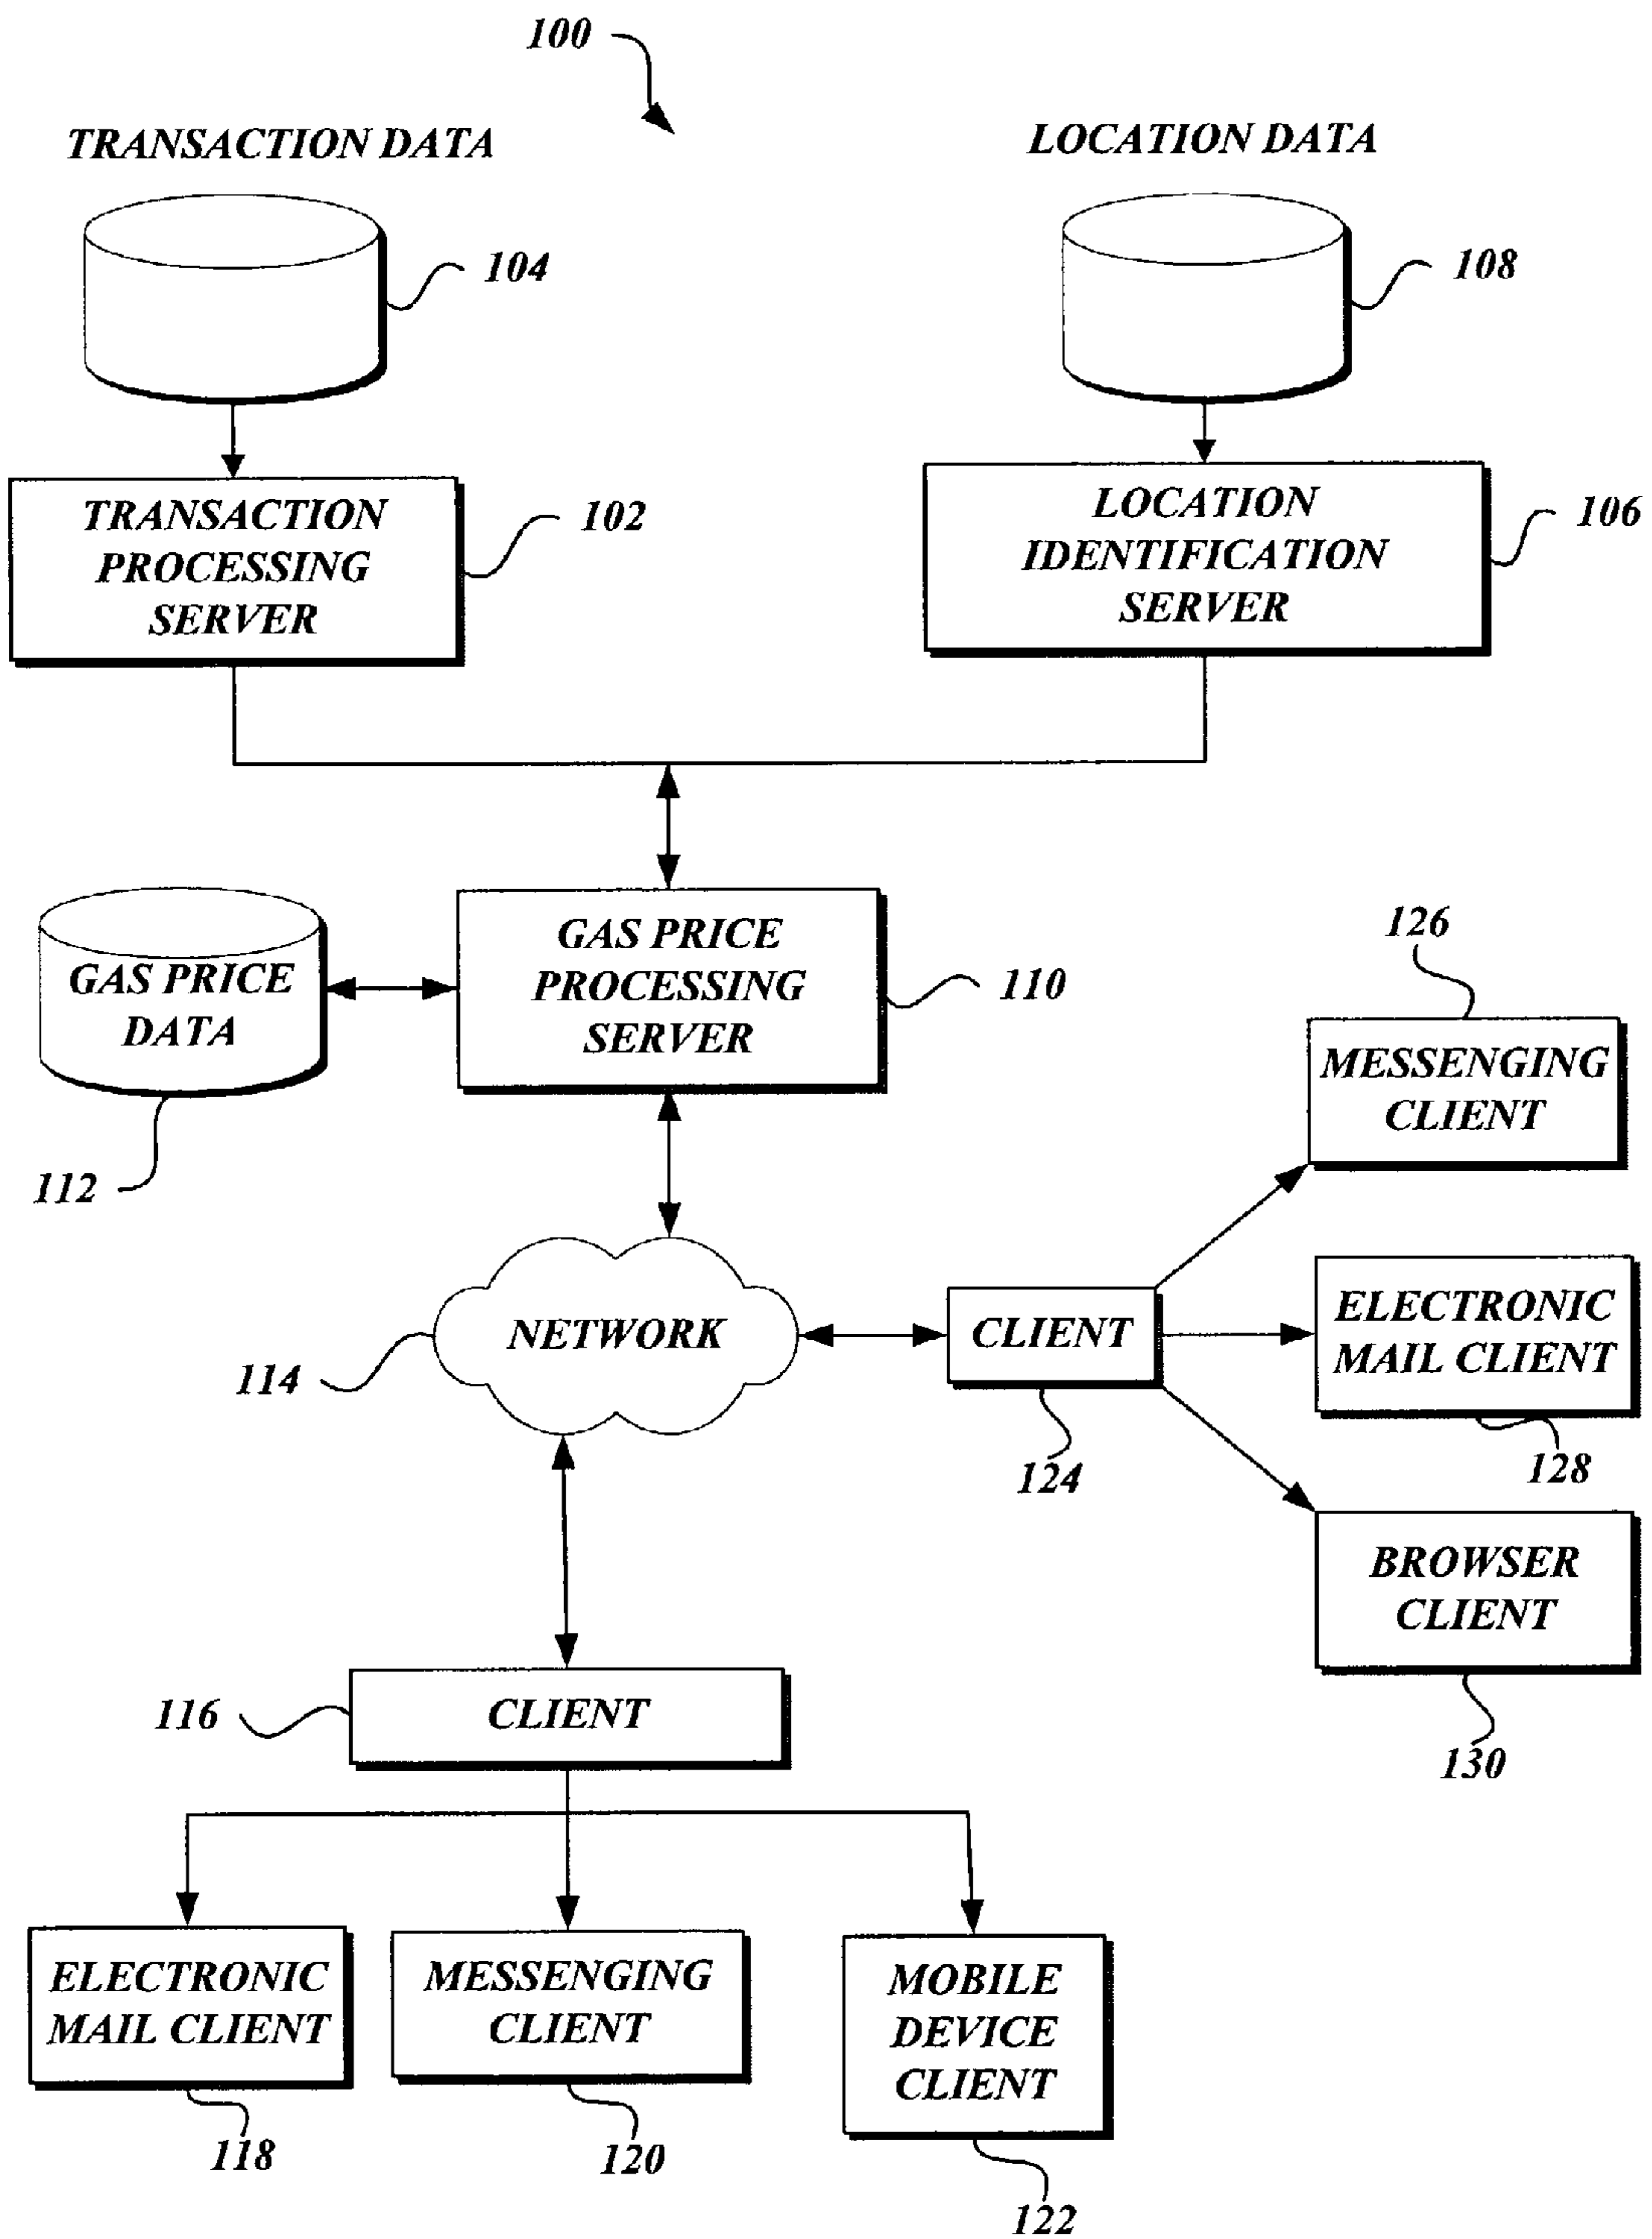 100
TRANSACTION DATA
LOCATION DATA
104
108
TRANSACTION
PROCESSING
SERVER
102
LOCATION
IDENTIFICATION
SERVER
106
GAS PRICE
DATA
112
GAS PRICE
PROCESSING
SERVER
110
126
MESSENGING
CLIENT
NETWORK
114
CLIENT
124
ELECTRONIC
MAIL CLIENT
128
BROWSER
CLIENT
130
116
CLIENT
ELECTRONIC
MAIL CLIENT
118
MESSENGING
CLIENT
120
MOBILE
DEVICE
CLIENT
122